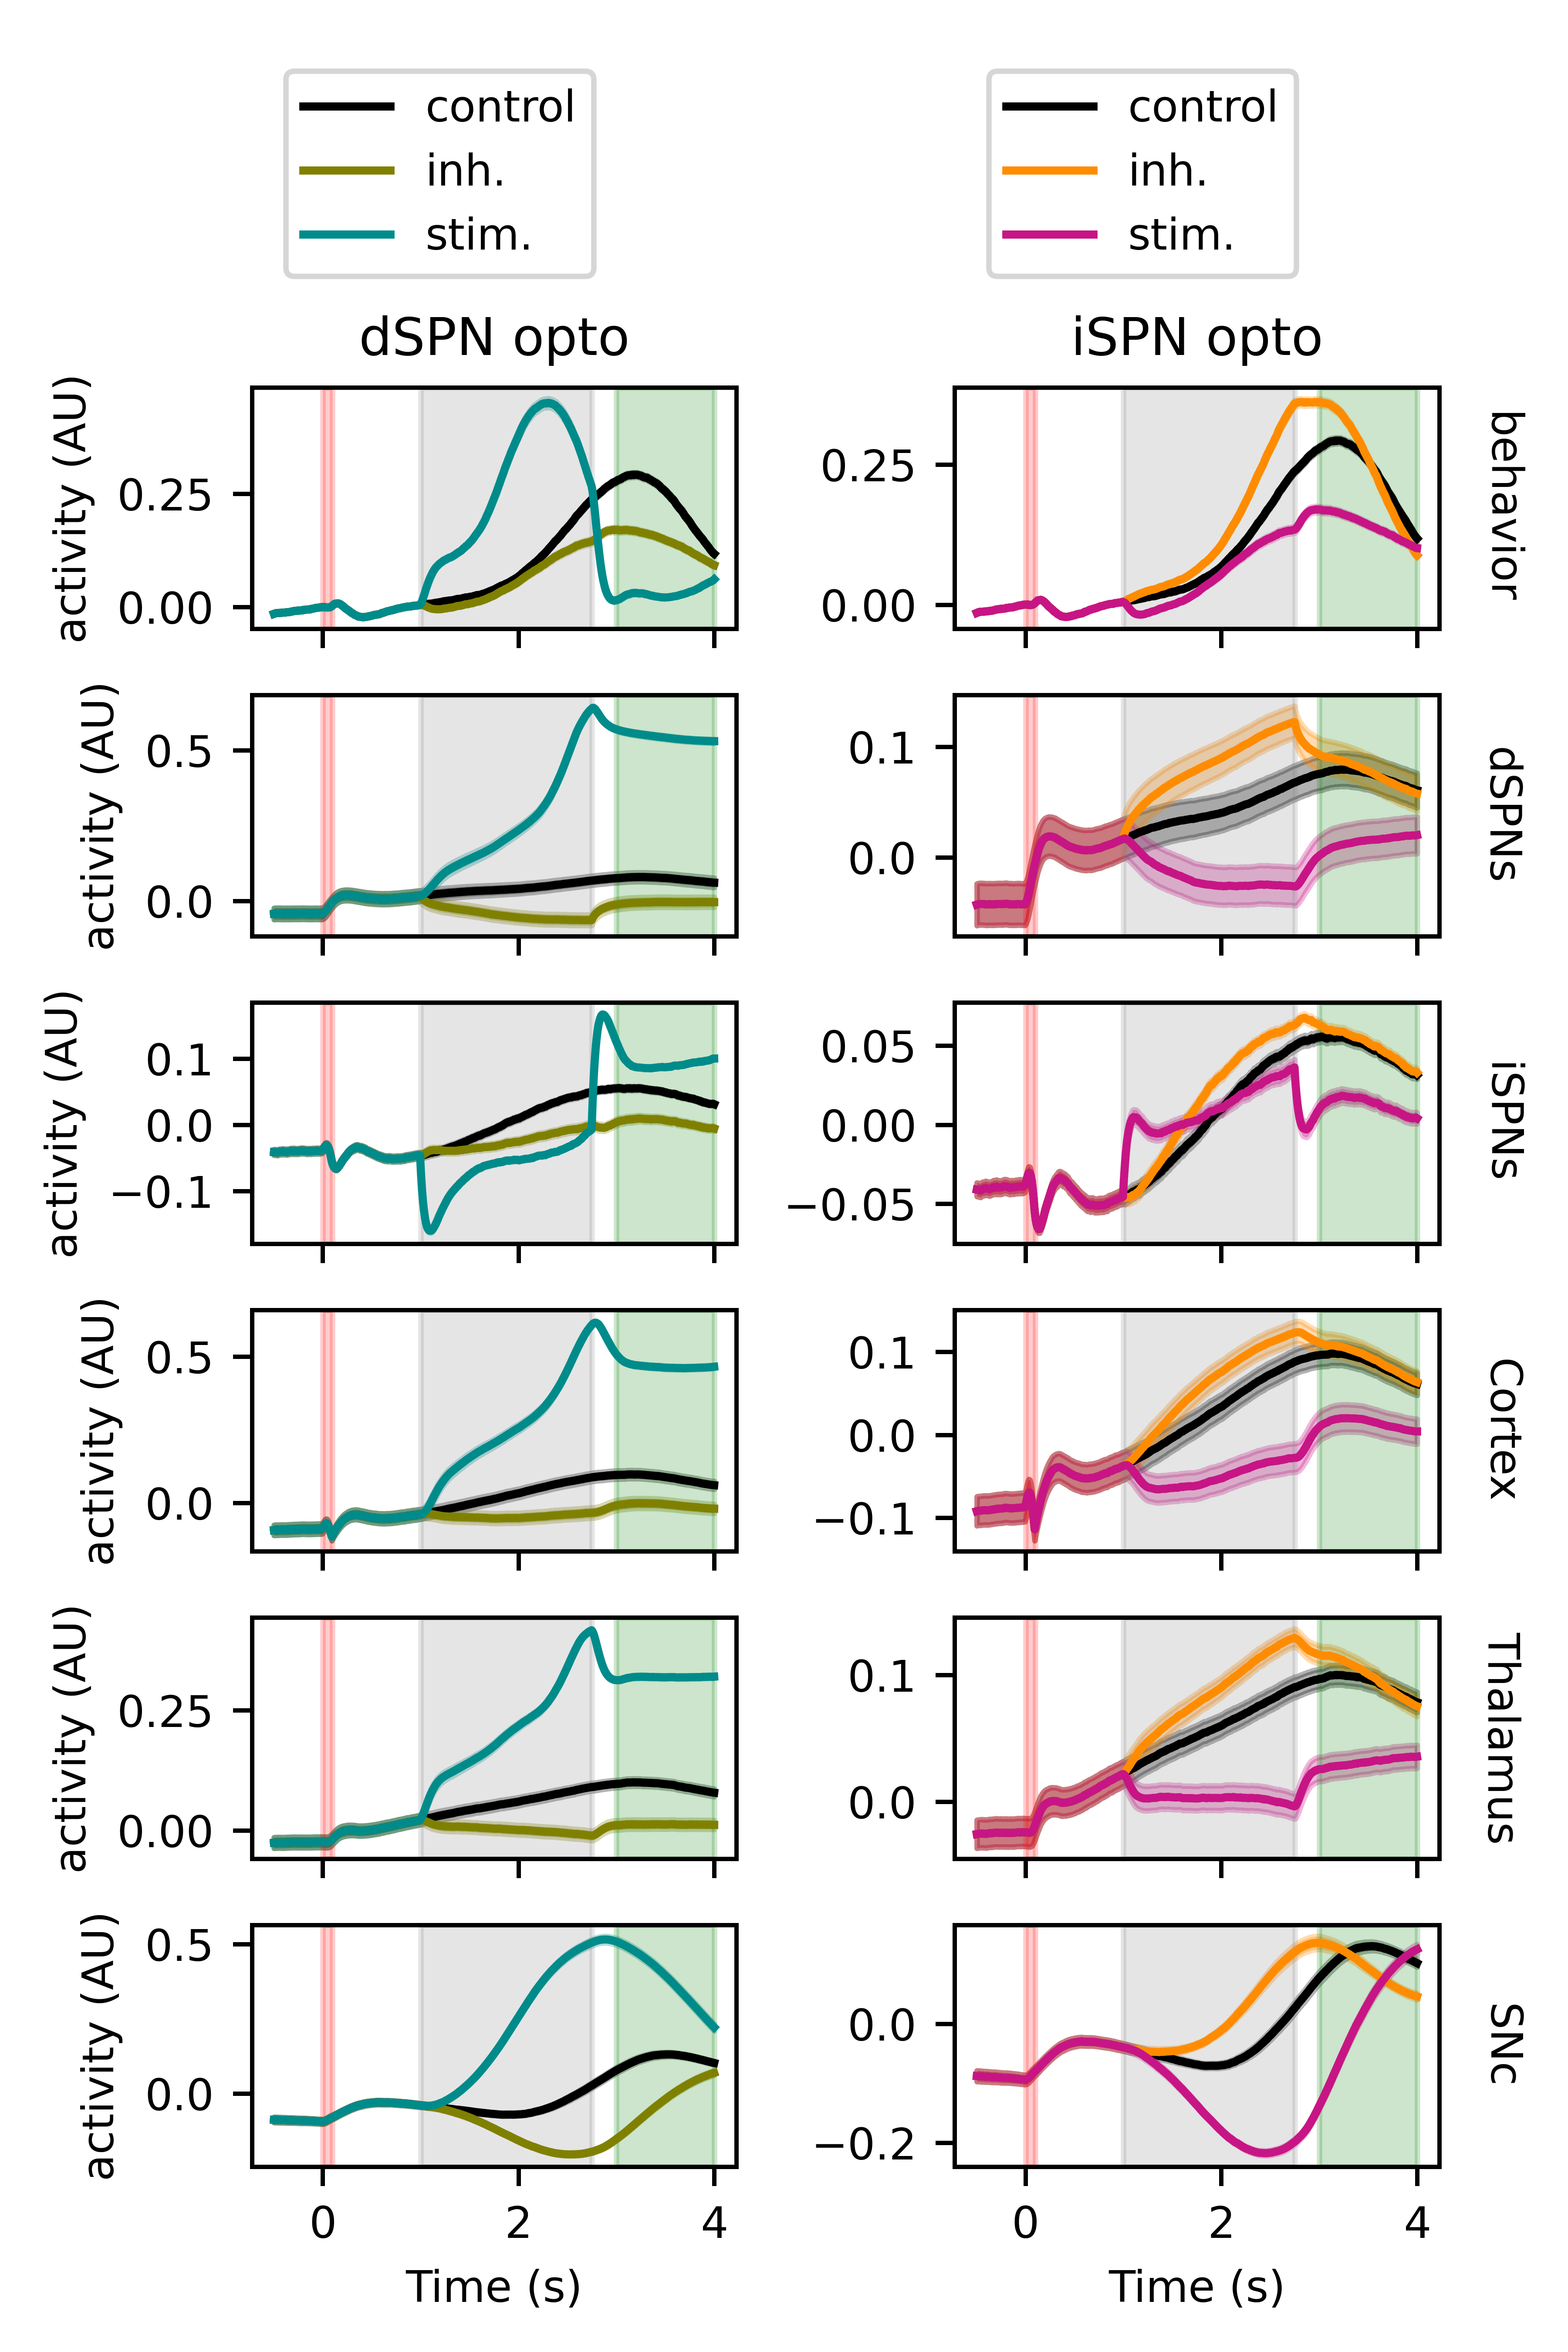 control
inh.
stim.
control
inh.
stim.
dSPN opto
iSPN opto
activity (AU)
0.25
0.00
0.25
0.00
behavior
activity (AU)
0.5
0.0
0.1
0.0
dSPNs
activity (AU)
0.1
0.0
−0.1
0.05
0.00
−0.05
iSPNs
activity (AU)
0.5
0.0
0.1
0.0
−0.1
Cortex
activity (AU)
0.25
0.00
0.1
0.0
Thalamus
activity (AU)
0.5
0.0
0.0
−0.2
SNc
0 2 4
0 2 4
Time (s)
Time (s)